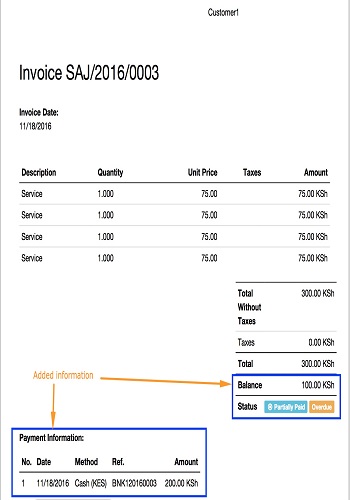 Customer1
Invoice SAJ/2016/0003
Invoice Date:
11/18/2016
Description Quantity Unit Price Taxes Amount
Service 1.000 75.00 75.00 KSh
Service 1.000 75.00 75.00 KSh
Service 1.000 75.00 75.00 KSh
Service 1.000 75.00 75.00 KSh
Total Without Taxes 300.00 KSh
Taxes 0.00 KSh
Total 300.00 KSh
Added information
Balance 100.00 KSh
Status Partially Paid Overdue
Payment Information:
No. Date Method Ref. Amount
1 11/18/2016 Cash (KES) BNK120160003 200.00 KSh